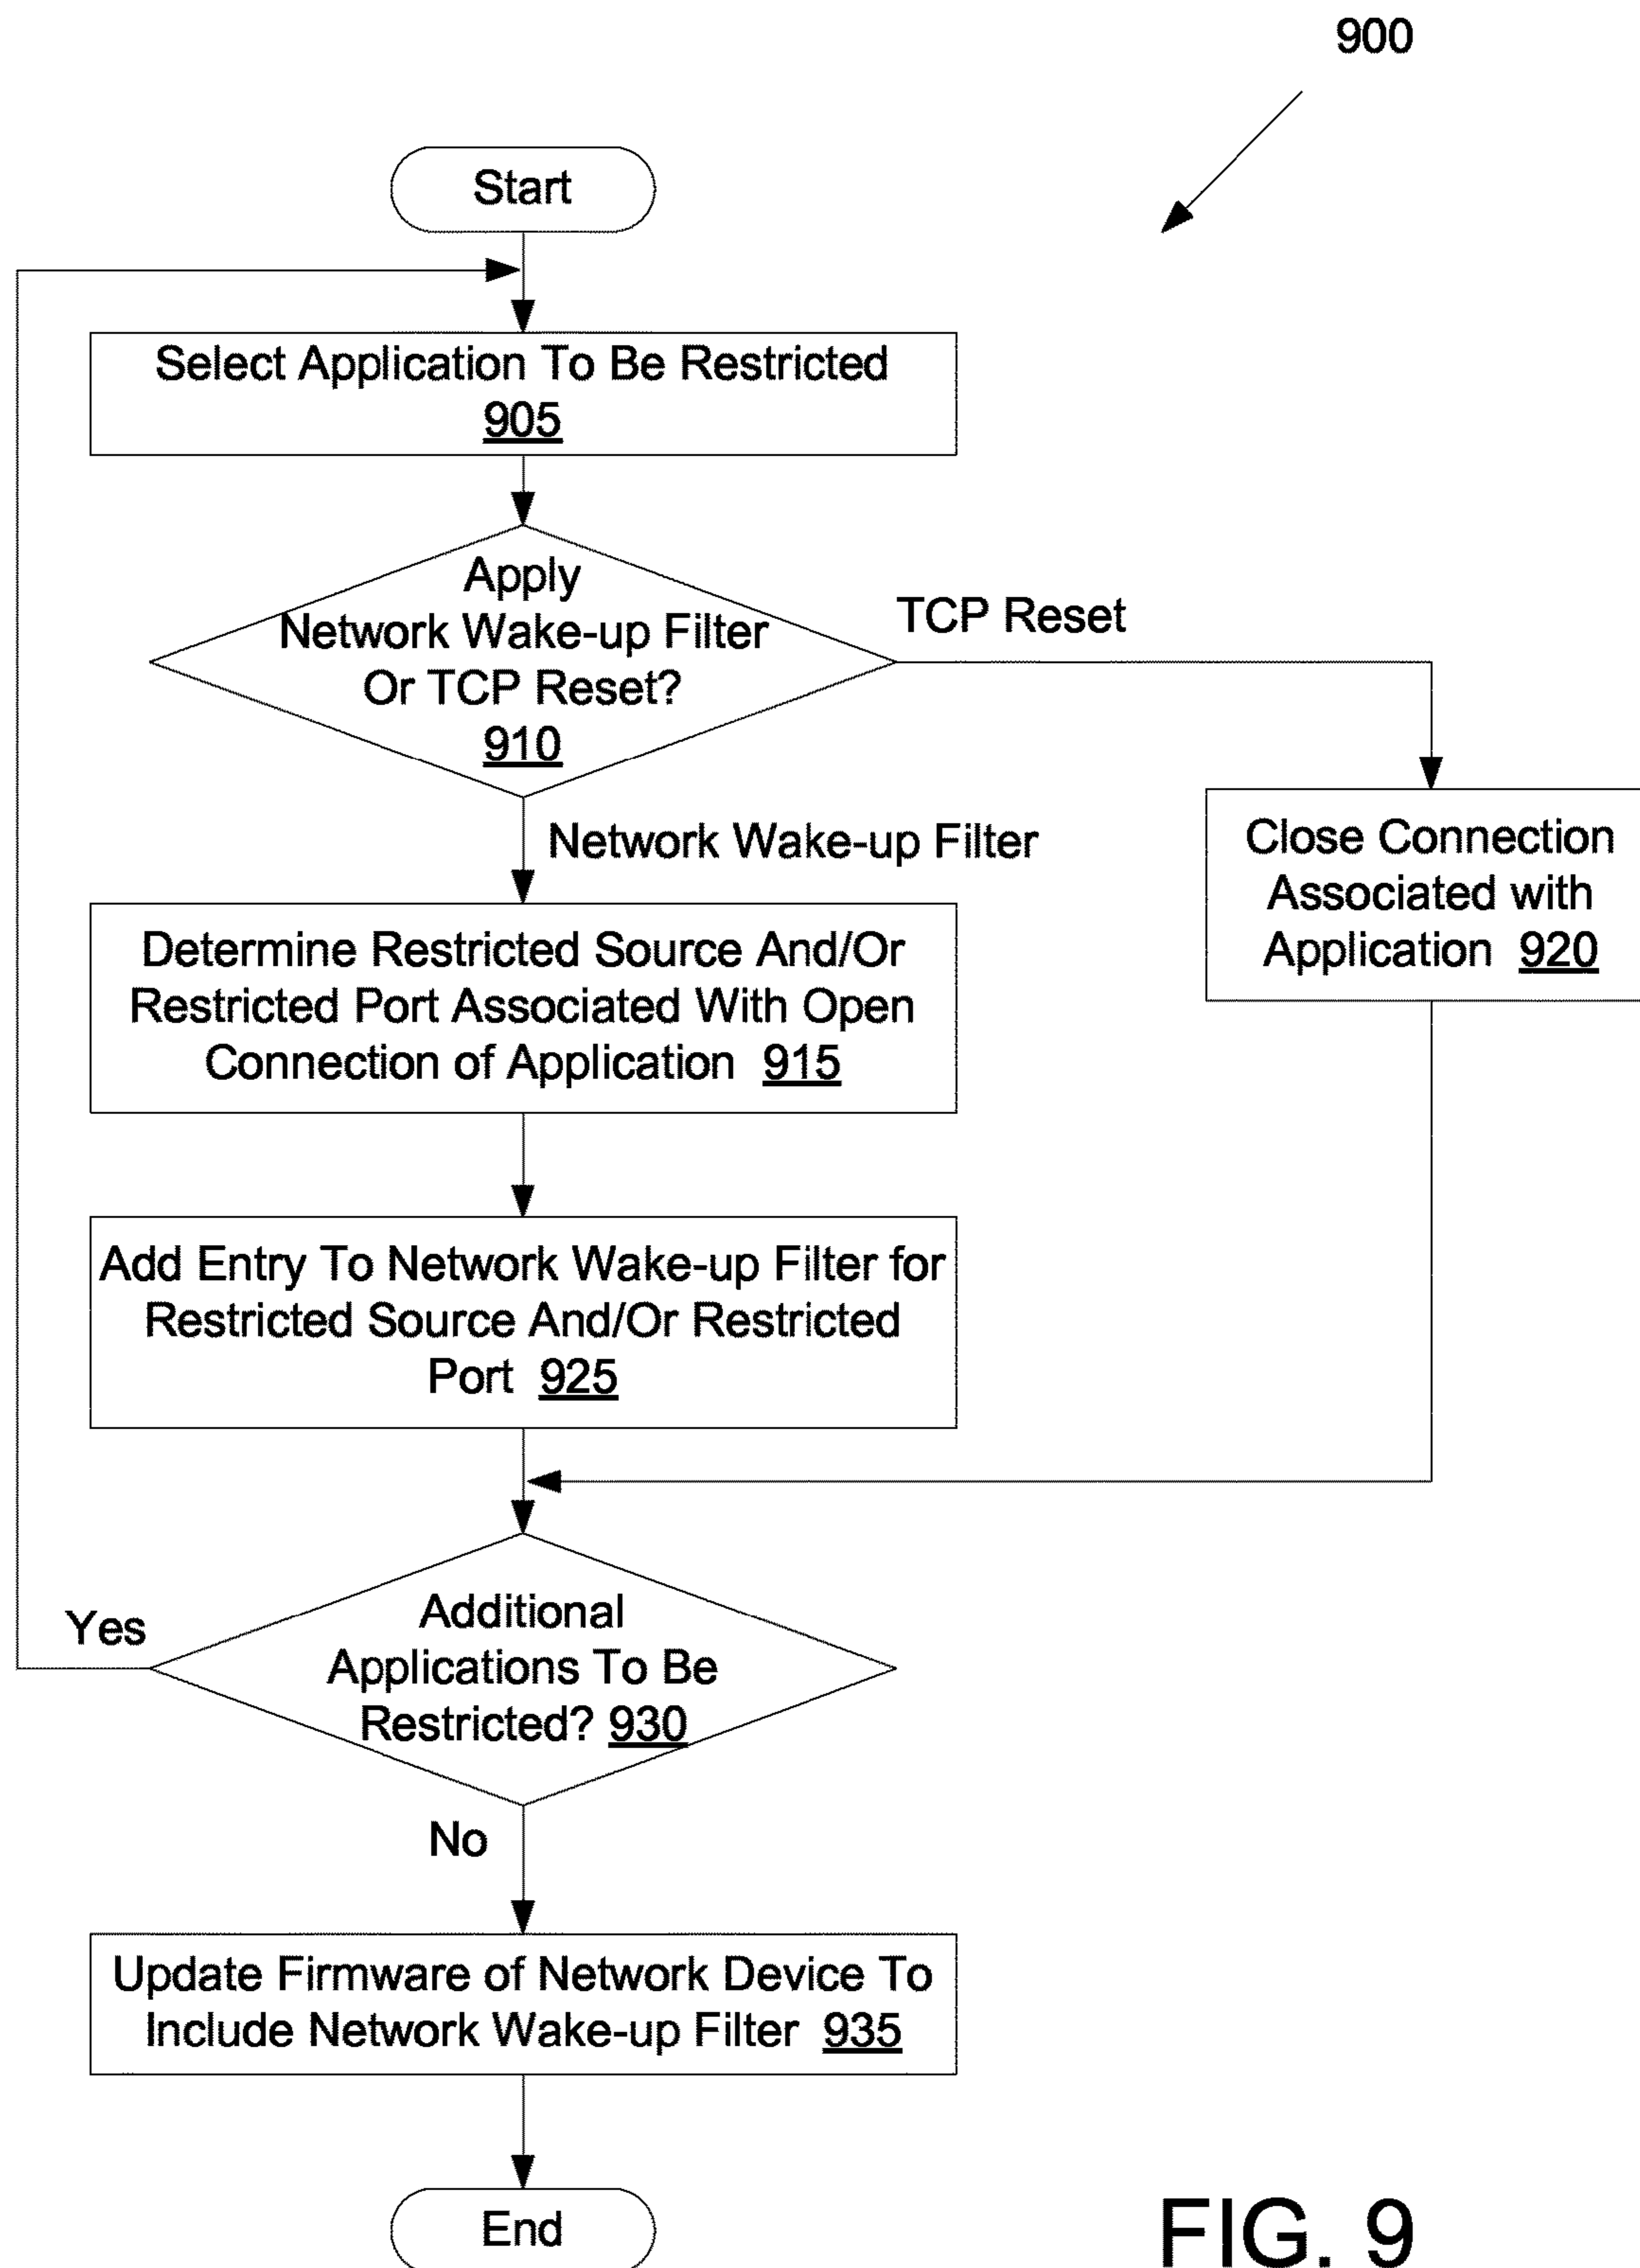 900
Start
Select Application To Be Restricted
905
Apply
Network Wake-up Filter
Or TCP Reset?
910
TCP Reset
Network Wake-up Filter
Close Connection
Associated with
Application 920
Determine Restricted Source And/Or
Restricted Port Associated With Open
Connection of Application 915
Add Entry To Network Wake-up Filter for
Restricted Source And/Or Restricted
Port 925
Yes
Additional
Applications To Be
Restricted? 930
No
Update Firmware of Network Device To
Include Network Wake-up Filter 935
End
FIG. 9